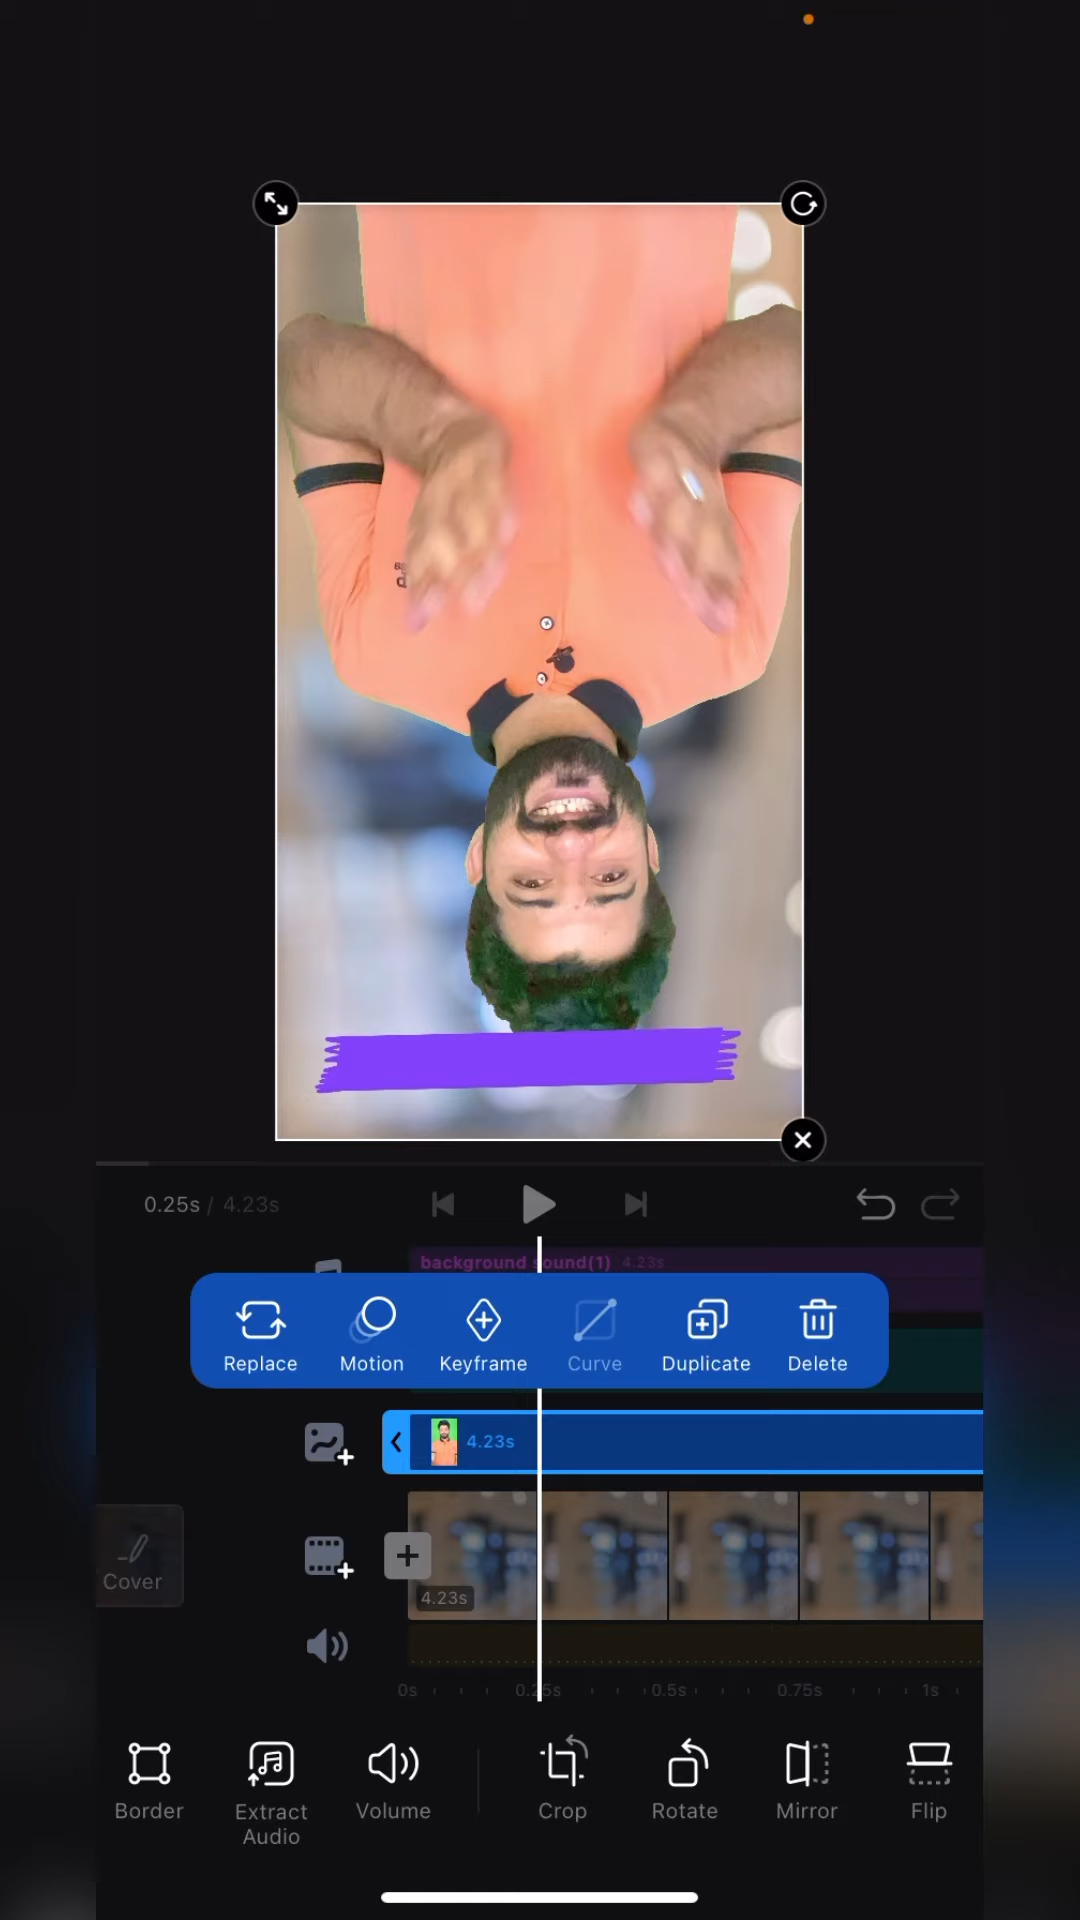 0.25s / 4.23s
background sound(1) 4.23s
Replace Motion Keyframe Curve Duplicate Delete
4.23s
Cover
4.23s
0s 0.25s 0.5s 0.75s 1s
Border Extract Audio Volume Crop Rotate Mirror Flip